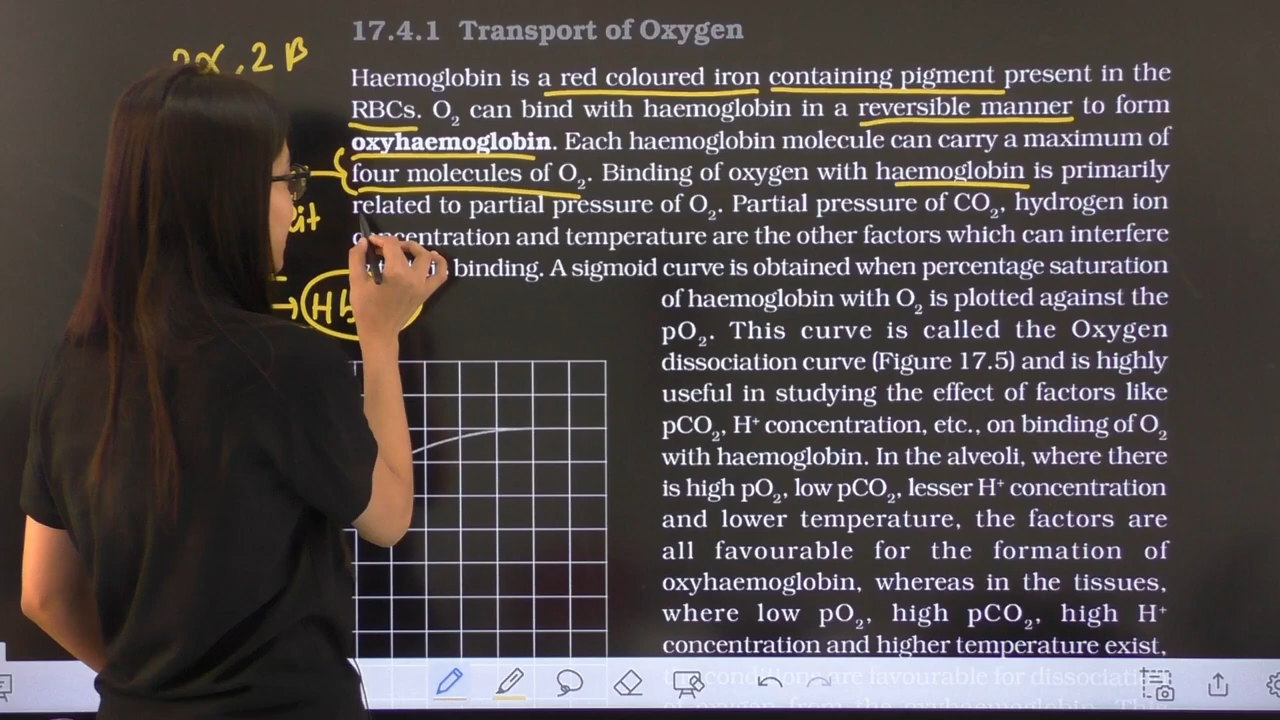 17.4.1 Transport of Oxygen
2α, 2β
Haemoglobin is a red coloured iron containing pigment present in the
RBCs. O₂ can bind with haemoglobin in a reversible manner to form
oxyhaemoglobin. Each haemoglobin molecule can carry a maximum of
four molecules of O₂. Binding of oxygen with haemoglobin is primarily
related to partial pressure of O₂. Partial pressure of CO₂, hydrogen ion
and temperature are the other factors which can interfere
binding. A sigmoid curve is obtained when percentage saturation
of haemoglobin with O₂ is plotted against the
→ Hb
pO₂. This curve is called the Oxygen
dissociation curve (Figure 17.5) and is highly
useful in studying the effect of factors like
pCO₂, H⁺ concentration, etc., on binding of O₂
with haemoglobin. In the alveoli, where there
is high pO₂, low pCO₂, lesser H⁺ concentration
and lower temperature, the factors are
all favourable for the formation of
oxyhaemoglobin, whereas in the tissues,
where low pO₂, high pCO₂, high H⁺
concentration and higher temperature exist,
are favourable for